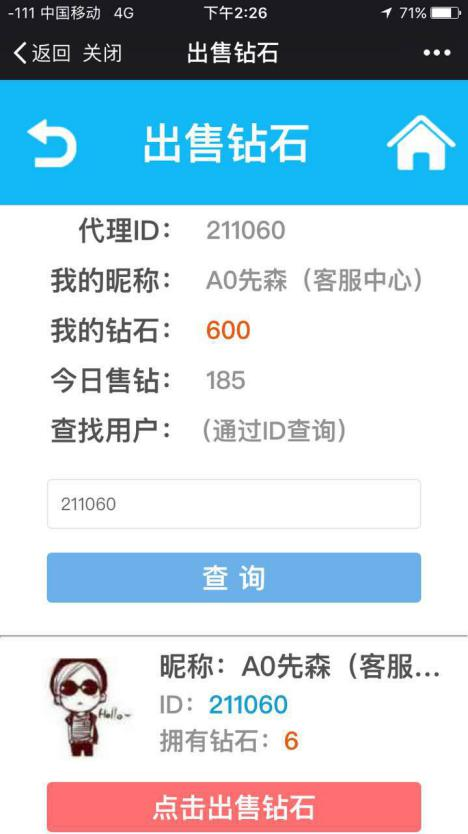 -111 中国移动 4G 下午2:26 71%
返回 关闭 出售钻石
出售钻石
代理ID： 211060
我的昵称： A0先森（客服中心）
我的钻石： 600
今日售钻： 185
查找用户： （通过ID查询）
211060
查 询
昵称：A0先森（客服...
Hello~
ID：211060
拥有钻石：6
点击出售钻石